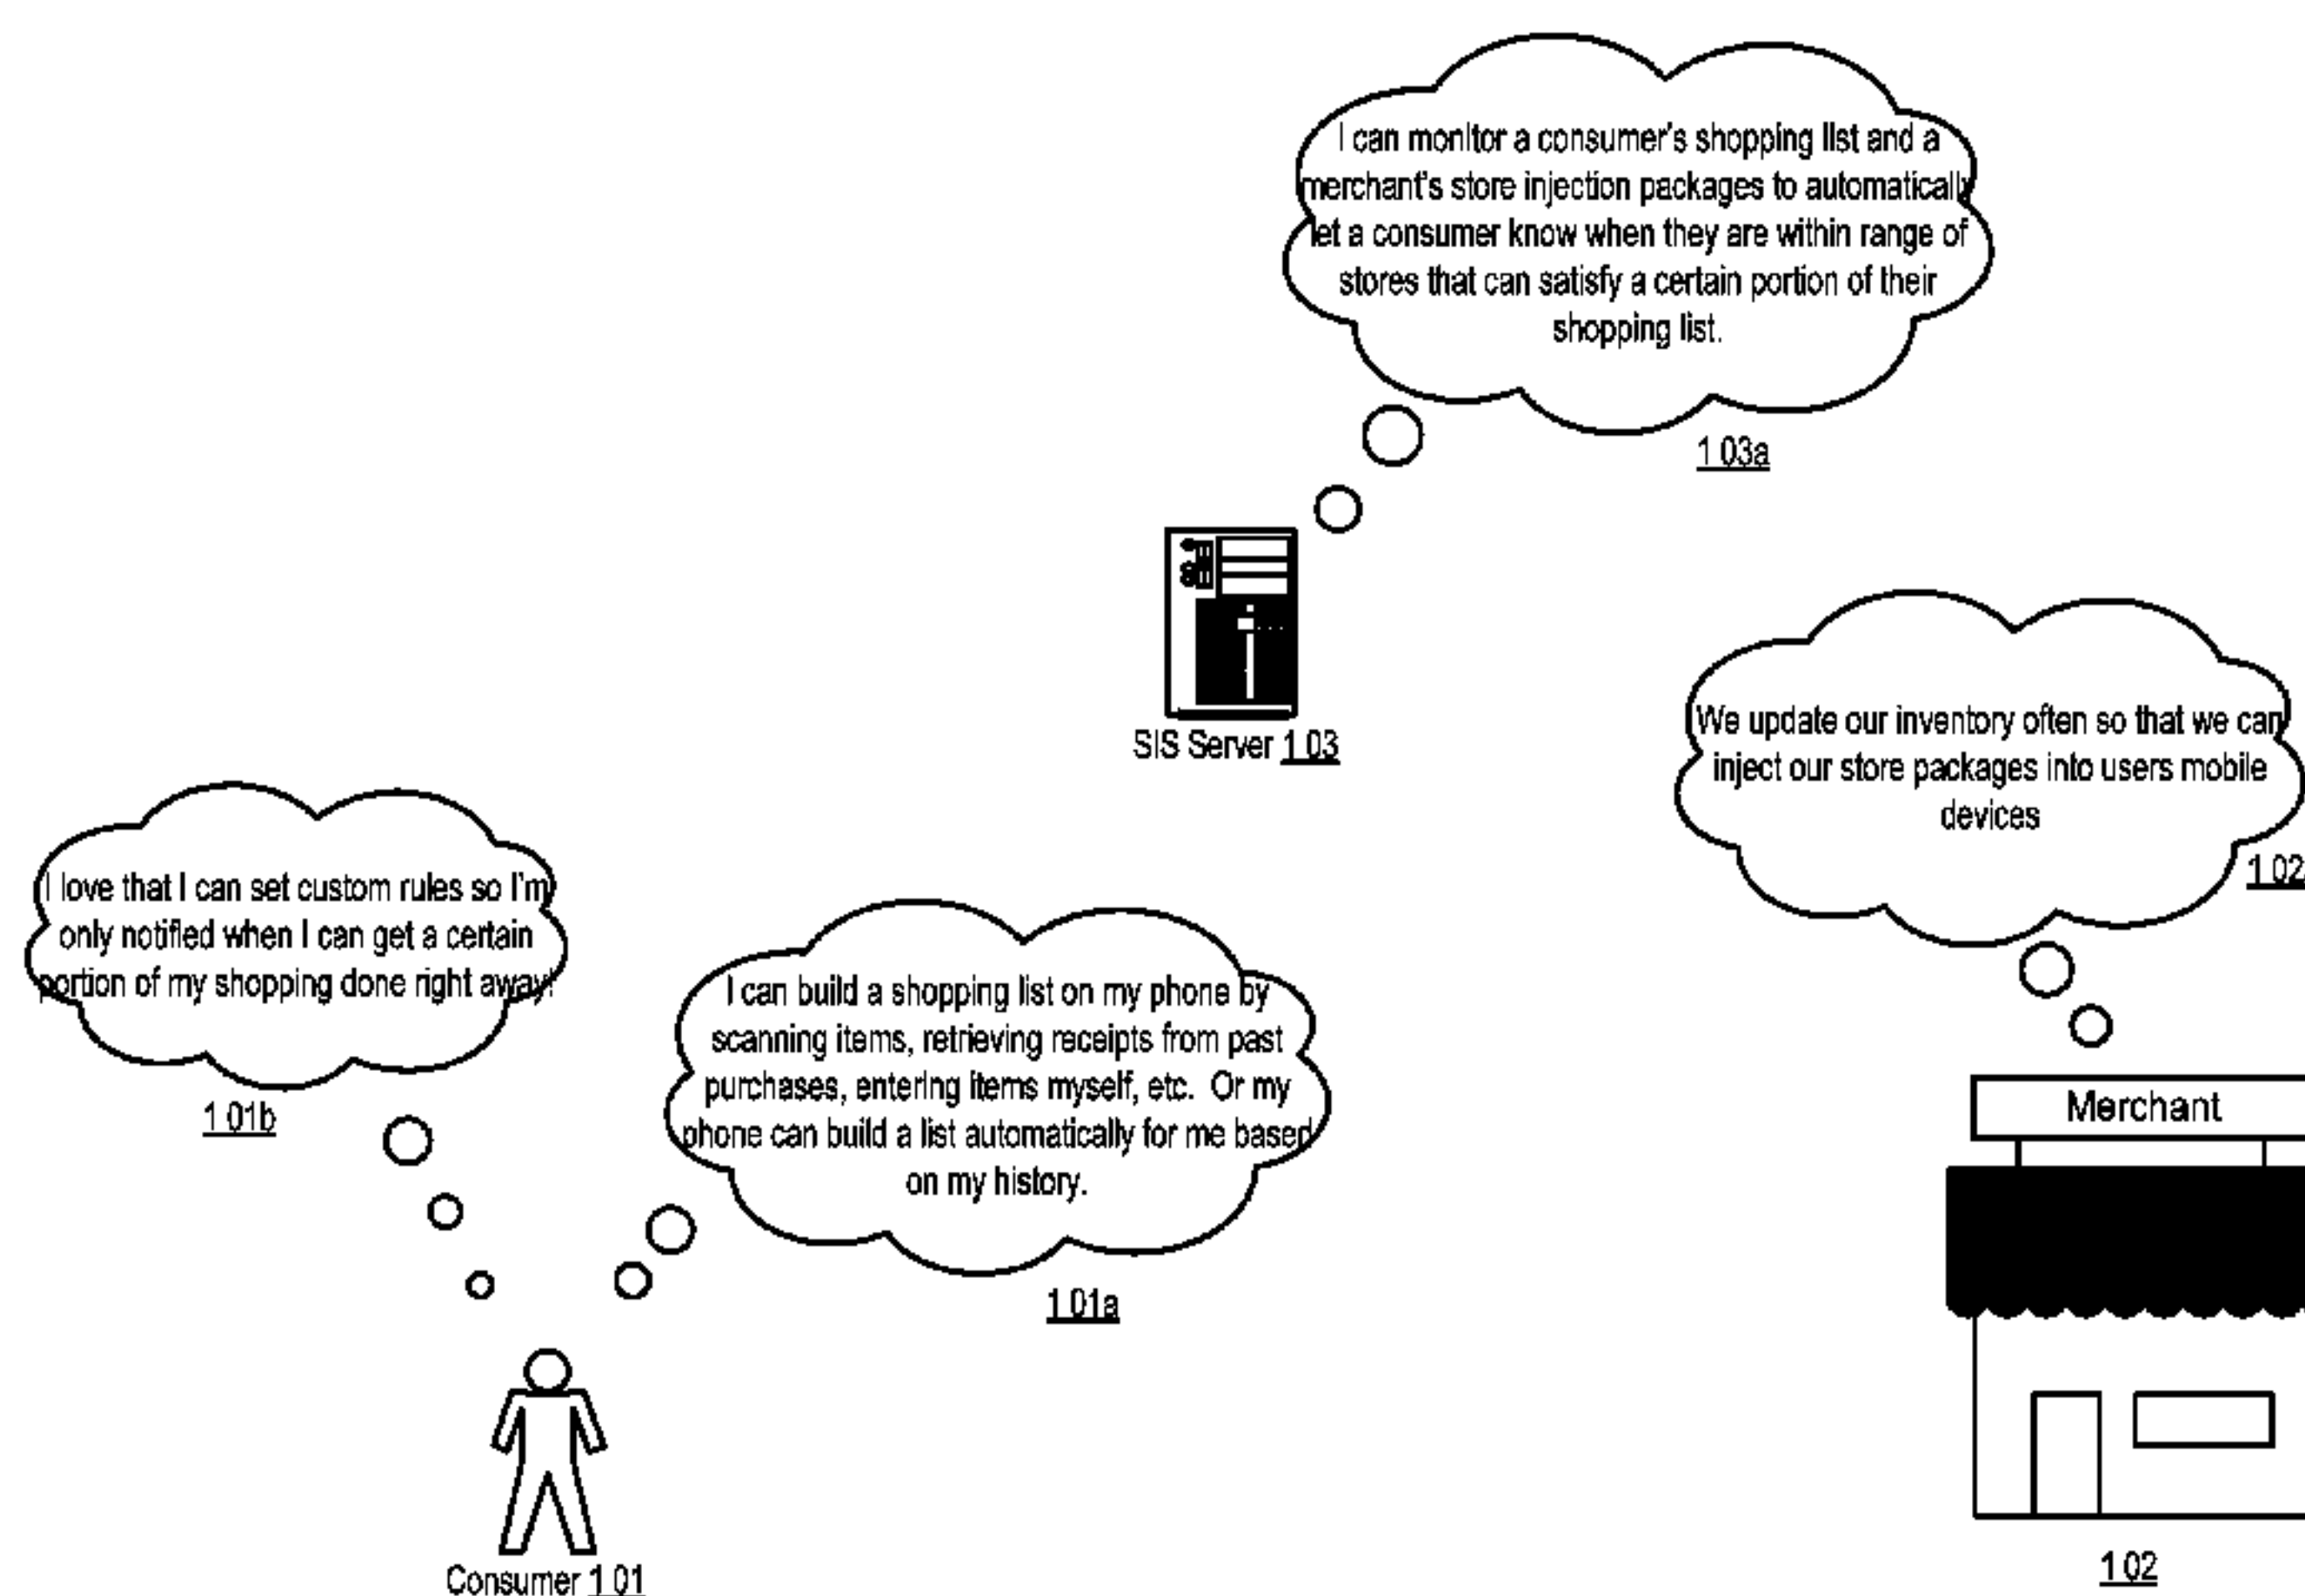 I can monitor a consumer's shopping list and a
merchant's store injection packages to automatically
let a consumer know when they are within range of
stores that can satisfy a certain portion of their
shopping list.
103a
SIS Server 103
We update our inventory often so that we can
inject our store packages into users mobile
devices
102
I love that I can set custom rules so I'm
only notified when I can get a certain
portion of my shopping done right away!
101b
I can build a shopping list on my phone by
scanning items, retrieving receipts from past
purchases, entering items myself, etc. Or my
phone can build a list automatically for me based
on my history.
101a
Merchant
Consumer 101
102